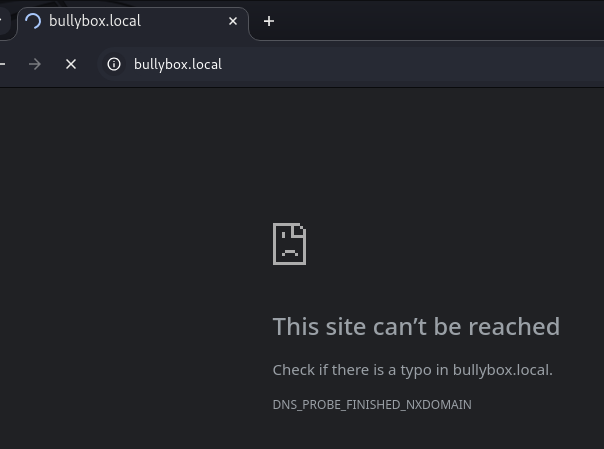 bullybox.local
bullybox.local
This site can’t be reached
Check if there is a typo in bullybox.local.
DNS_PROBE_FINISHED_NXDOMAIN